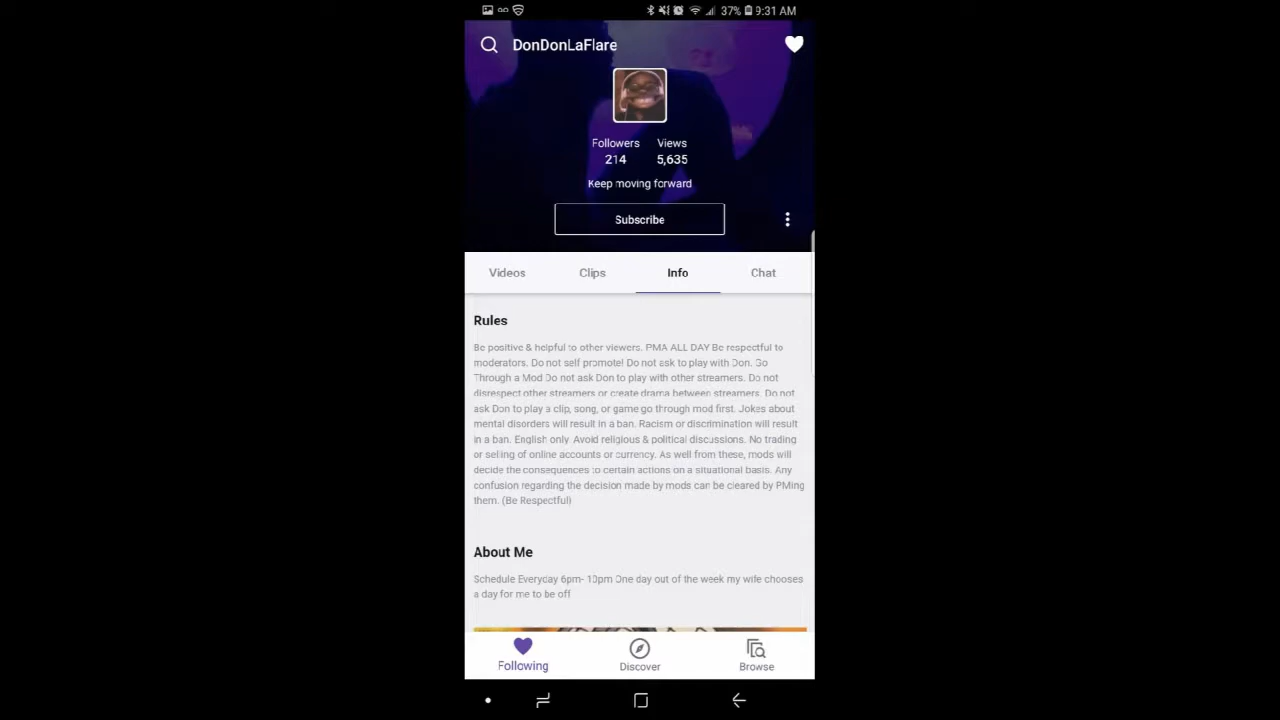 37% 9:31 AM
DonDonLaFlare
Followers Views
214 5,635
Keep moving forward
Subscribe
Videos Clips Info Chat
Rules
Be positive & helpful to other viewers. PMA ALL DAY Be respectful to
moderators. Do not self promote! Do not ask to play with Don. Go
Through a Mod Do not ask Don to play with other streamers. Do not
disrespect other streamers or create drama between streamers. Do not
ask Don to play a clip, song, or game go through mod first. Jokes about
mental disorders will result in a ban. Racism or discrimination will result
in a ban. English only. Avoid religious & political discussions. No trading
or selling of online accounts or currency. As well from these, mods will
decide the consequences to certain actions on a situational basis. Any
confusion regarding the decision made by mods can be cleared by PMing
them. (Be Respectful)
About Me
Schedule Everyday 6pm- 10pm One day out of the week my wife chooses
a day for me to be off
Following Discover Browse